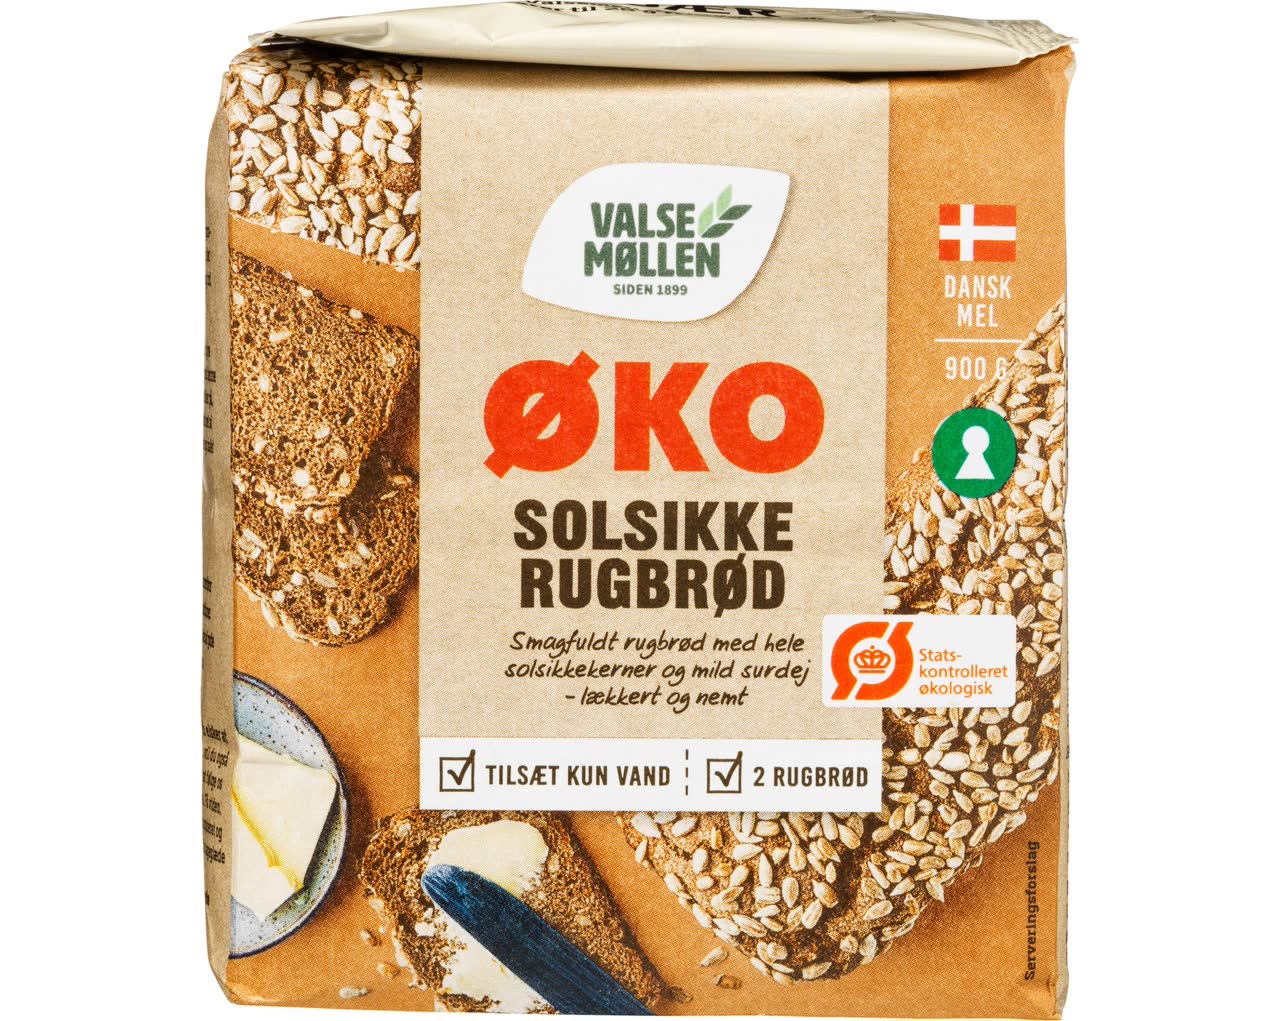 VALSE
MØLLEN
SIDEN 1899
DANSK
MEL
900 G
ØKO
SOLSIKKE
RUGBRØD
Smagfuldt rugbrød med hele
solsikkekerner og mild surdej
- lækkert og nemt
Stats-
kontrolleret
økologisk
TILSÆT KUN VAND
2 RUGBRØD
Serveringsforslag